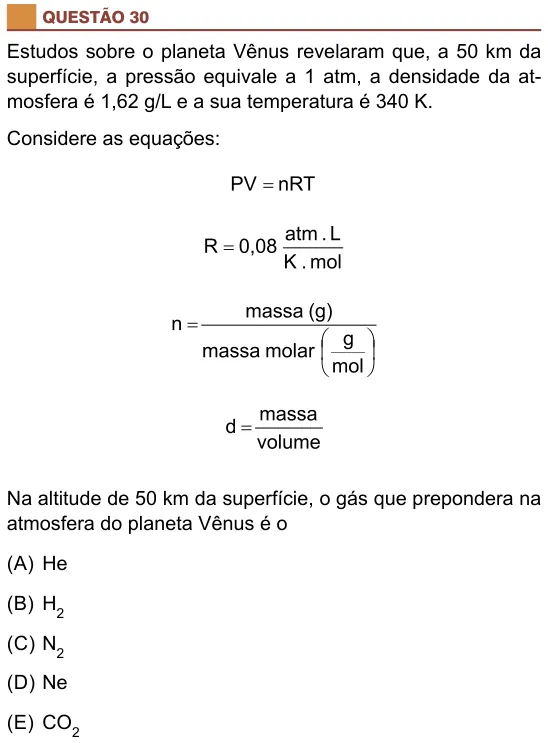 QUESTÃO 30
Estudos sobre o planeta Vênus revelaram que, a 50 km da
superfície, a pressão equivale a 1 atm, a densidade da at-
mosfera é 1,62 g/L e a sua temperatura é 340 K.
Considere as equações:
PV = nRT
R = 0,08 atm . L / K . mol
n = massa (g) / massa molar (g / mol)
d = massa / volume
Na altitude de 50 km da superfície, o gás que prepondera na
atmosfera do planeta Vênus é o
(A) He
(B) H₂
(C) N₂
(D) Ne
(E) CO₂